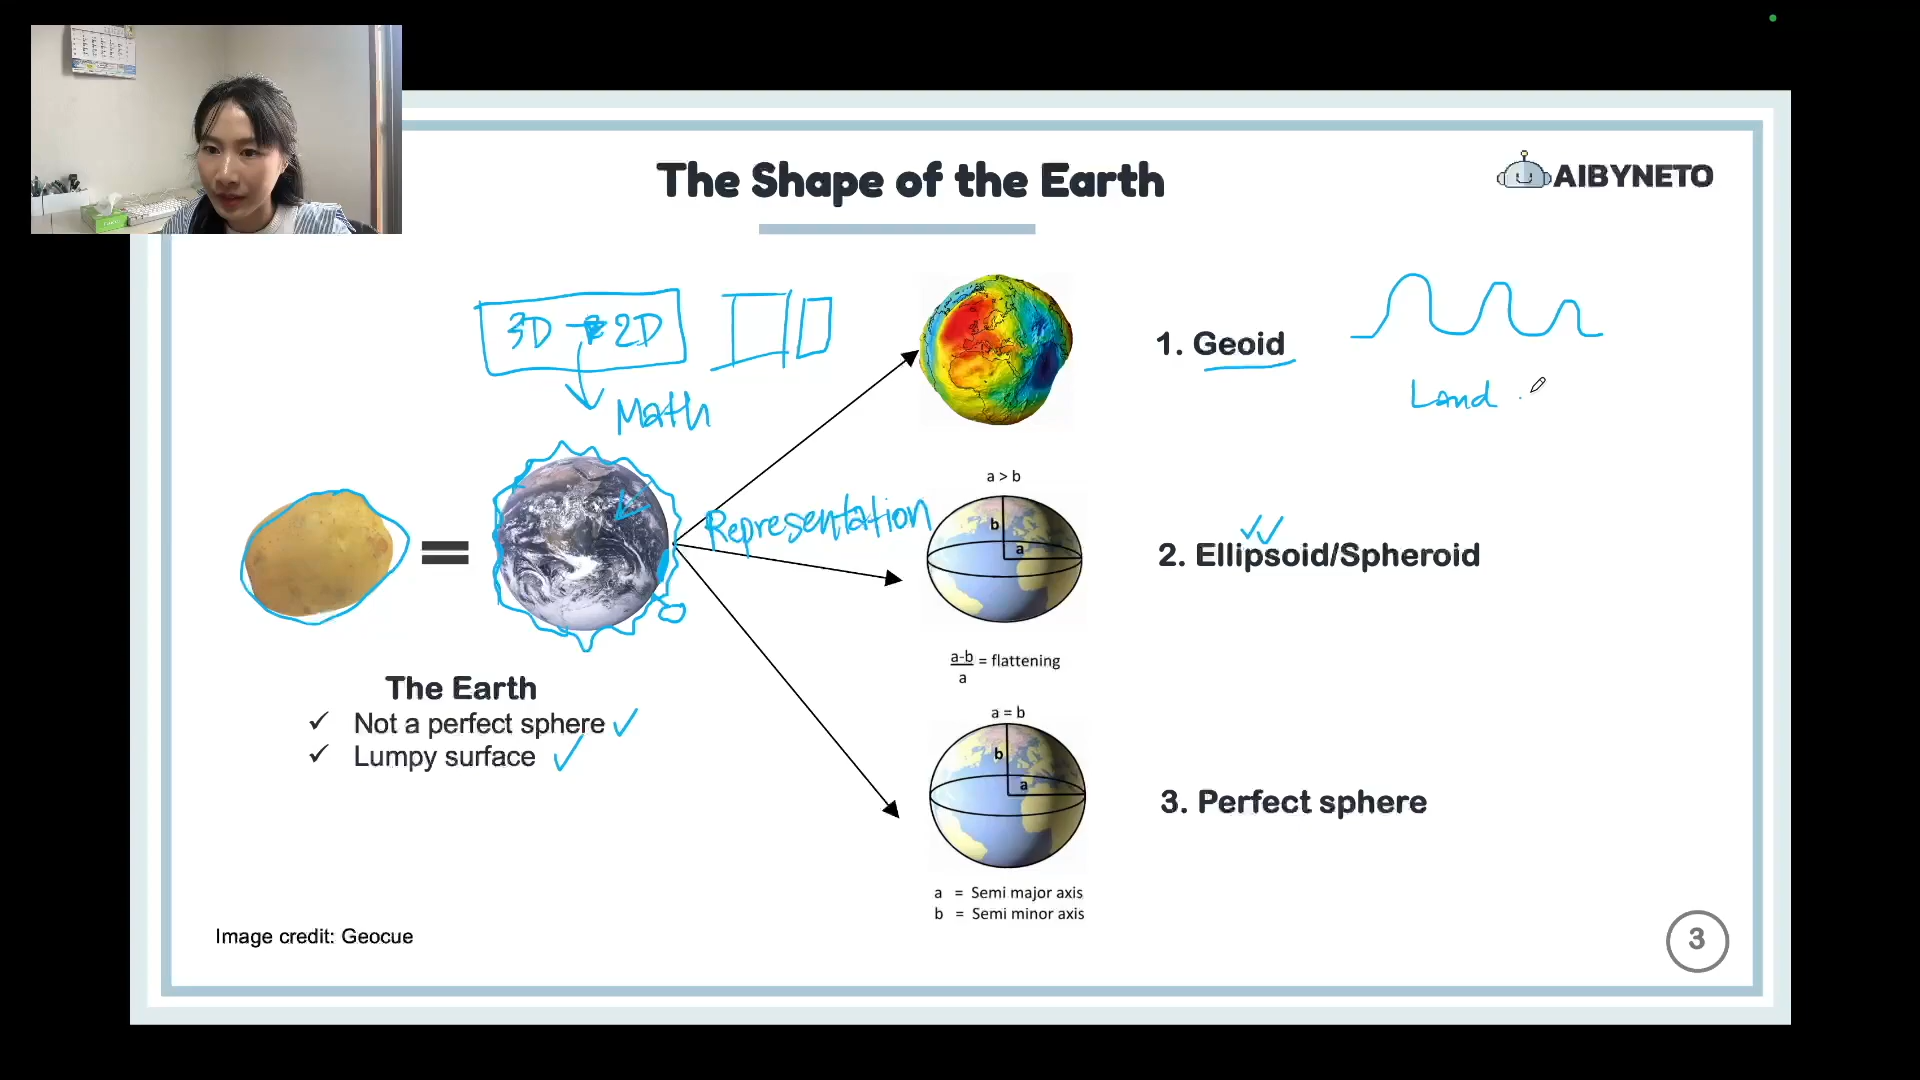 The Shape of the Earth
AIBYNETO
3D → 2D
Math
1. Geoid
Land
a > b
b
a
Representation
2. Ellipsoid/Spheroid
a-b = flattening
a
The Earth
✓ Not a perfect sphere
✓ Lumpy surface
a = b
b
a
3. Perfect sphere
a = Semi major axis
b = Semi minor axis
Image credit: Geocue
3